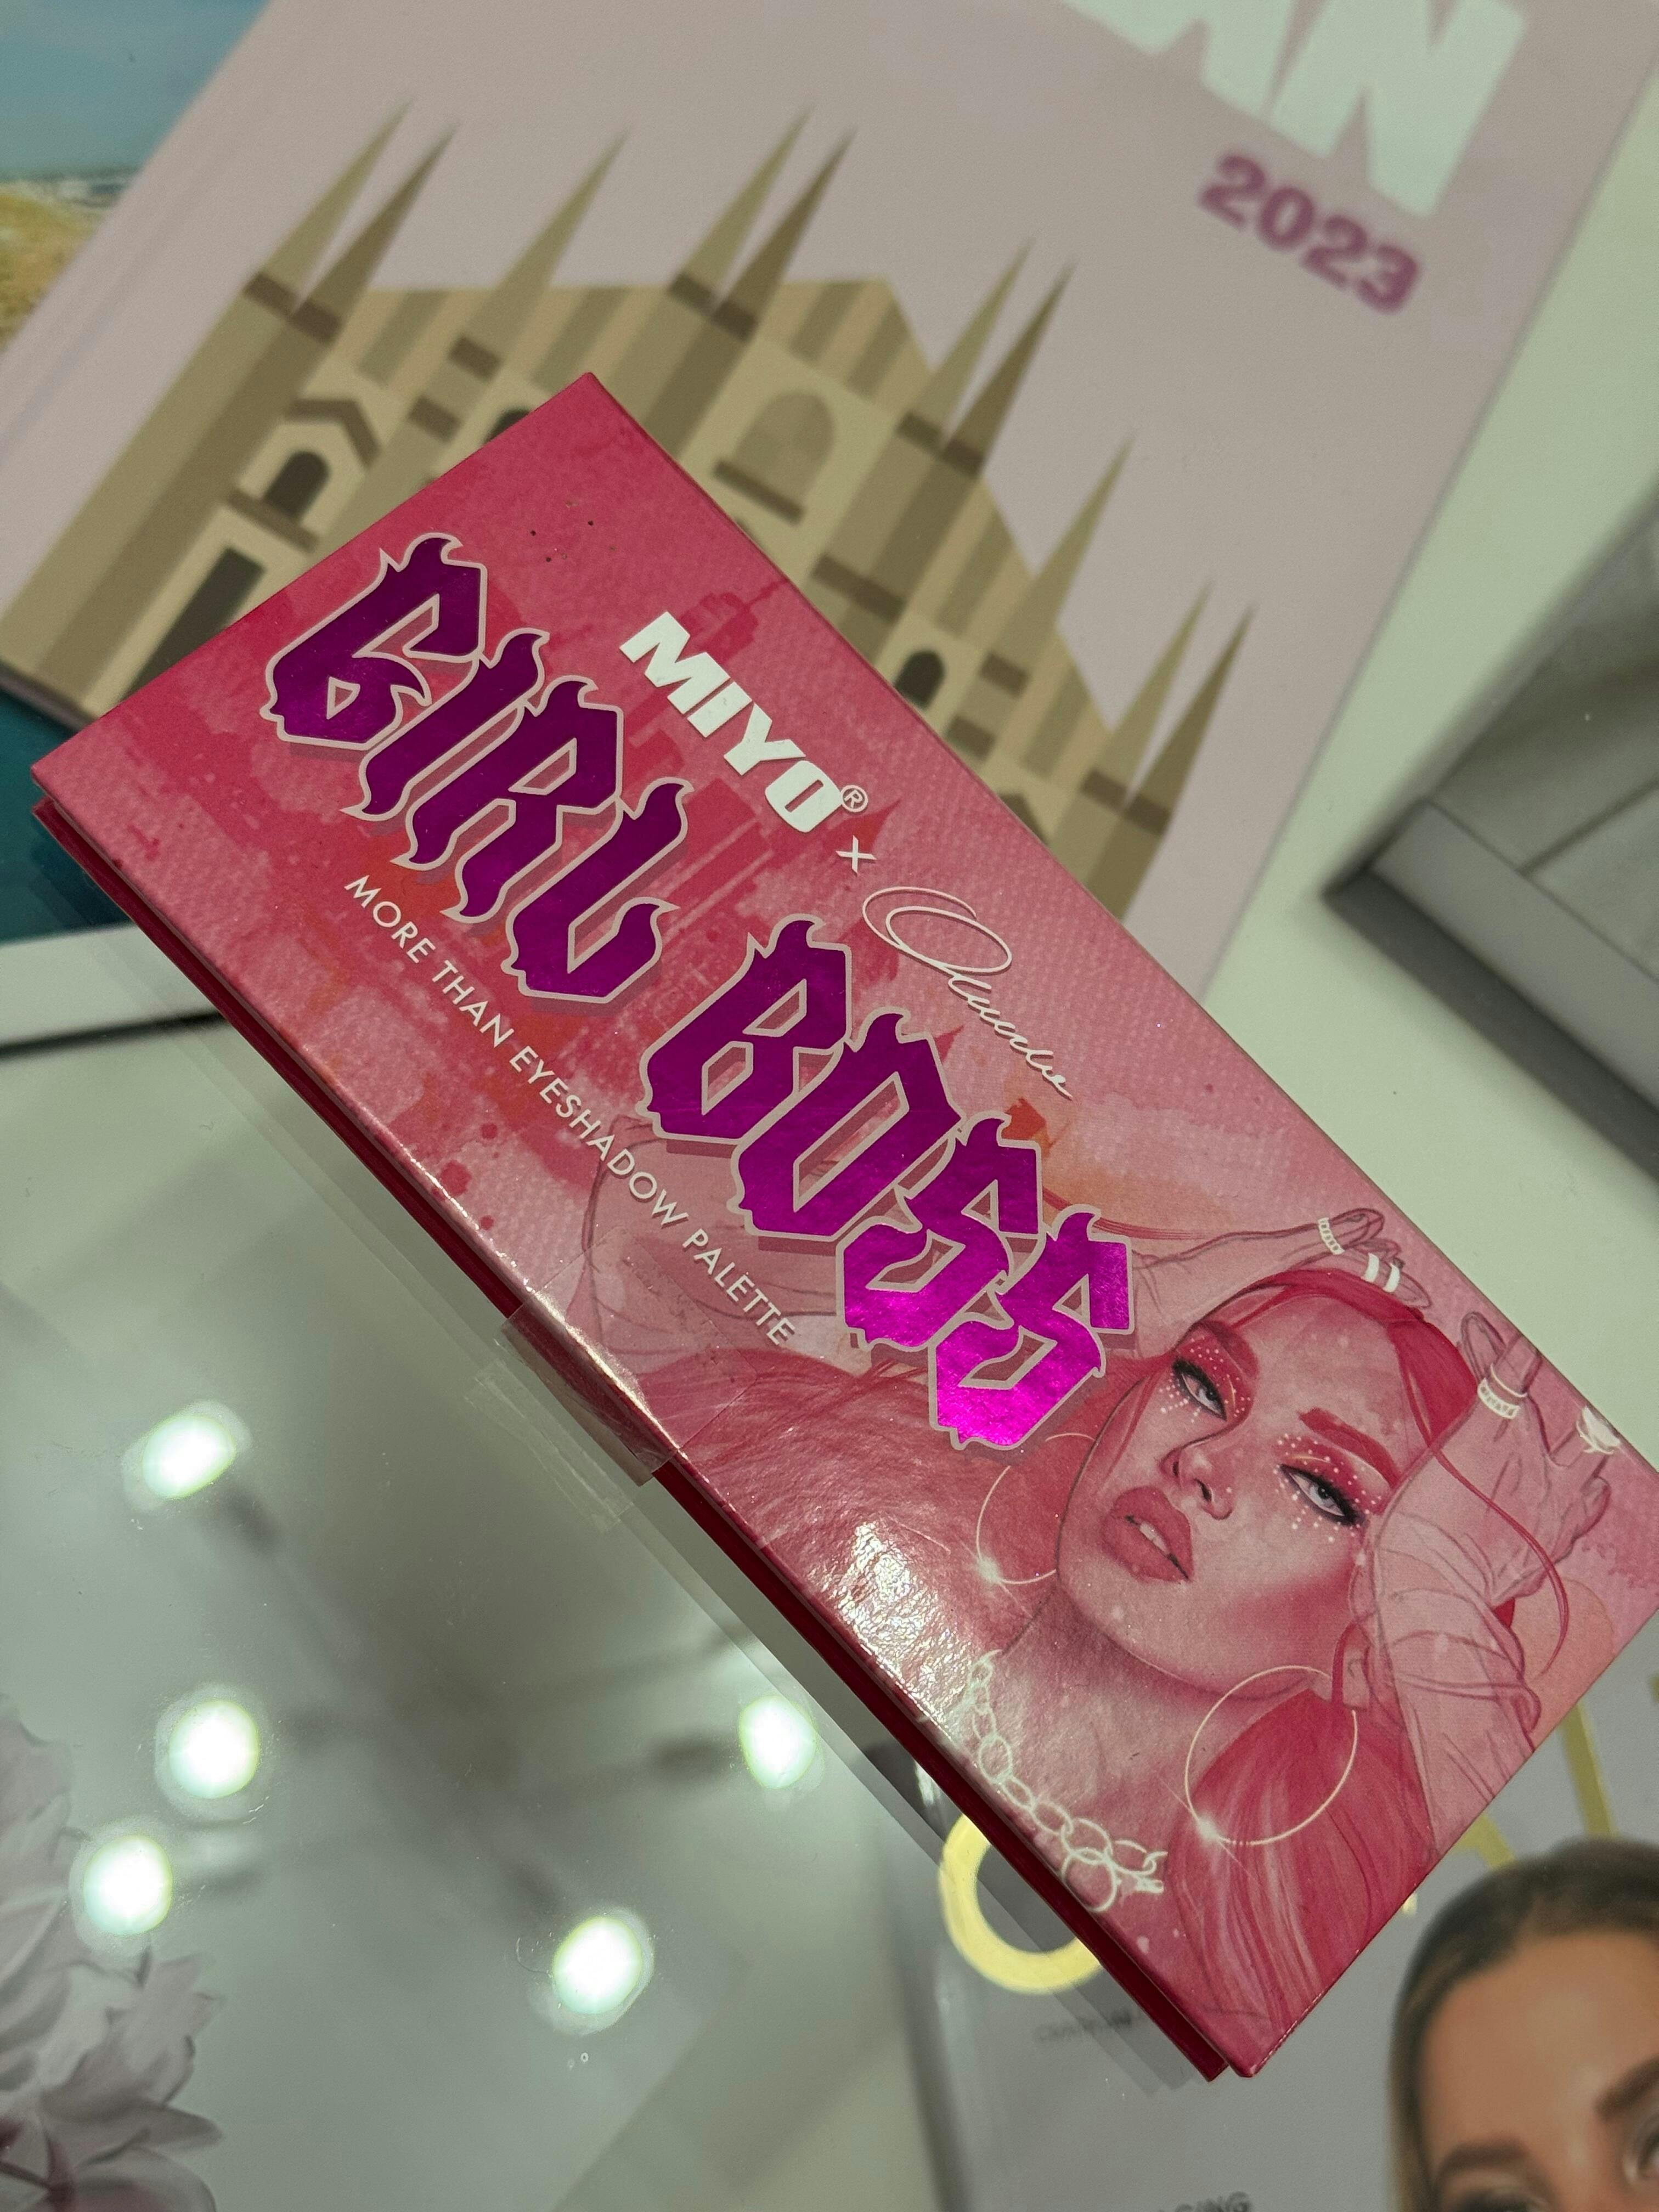 2023
MIYO®
×
GIRL BOSS
MORE THAN EYESHADOW PALETTE